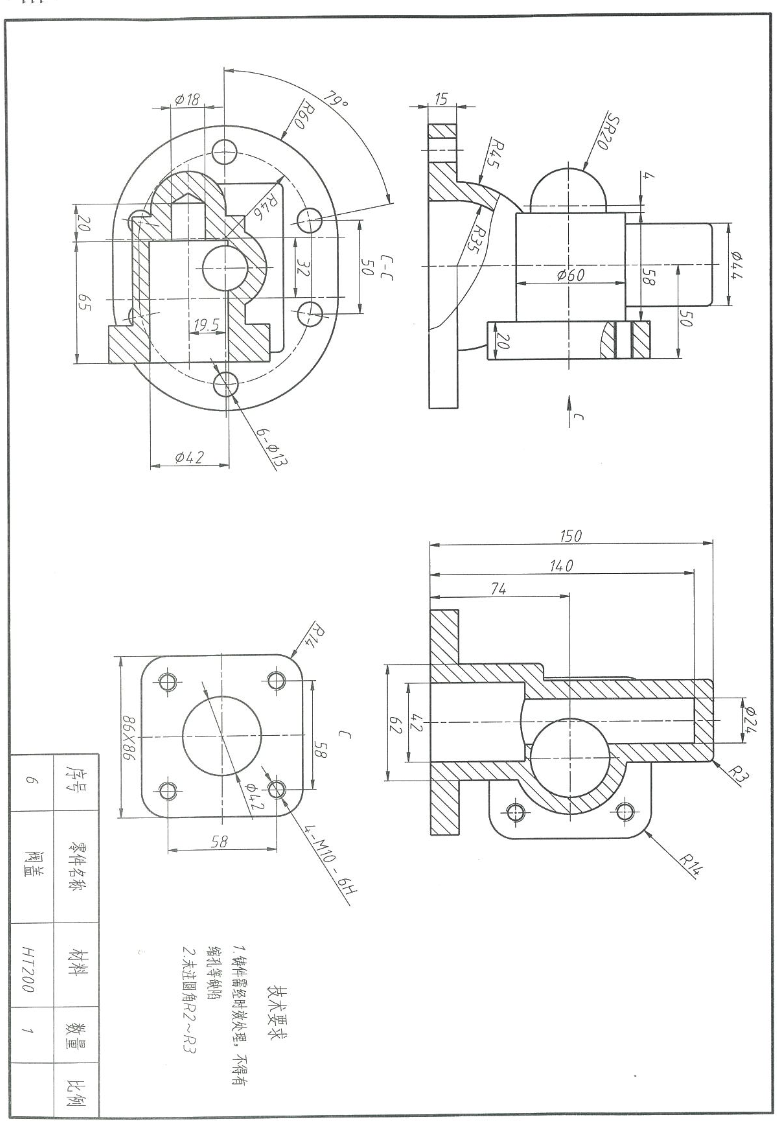 15
R45
SR20
4
R35
Φ44
58
50
Φ60
20
C
Φ18
79°
R60
R46
20
C-C
32
50
65
19.5
6-Φ13
Φ42
150
140
74
Φ24
42
62
R3
R14
R14
C
58
86X86
Φ42
58
4-M10-6H
技术要求
1.铸件需经时效处理，不得有
缩孔等缺陷
2.未注圆角R2~R3
序号 零件名称 材料 数量 比例
6 阀盖 HT200 1